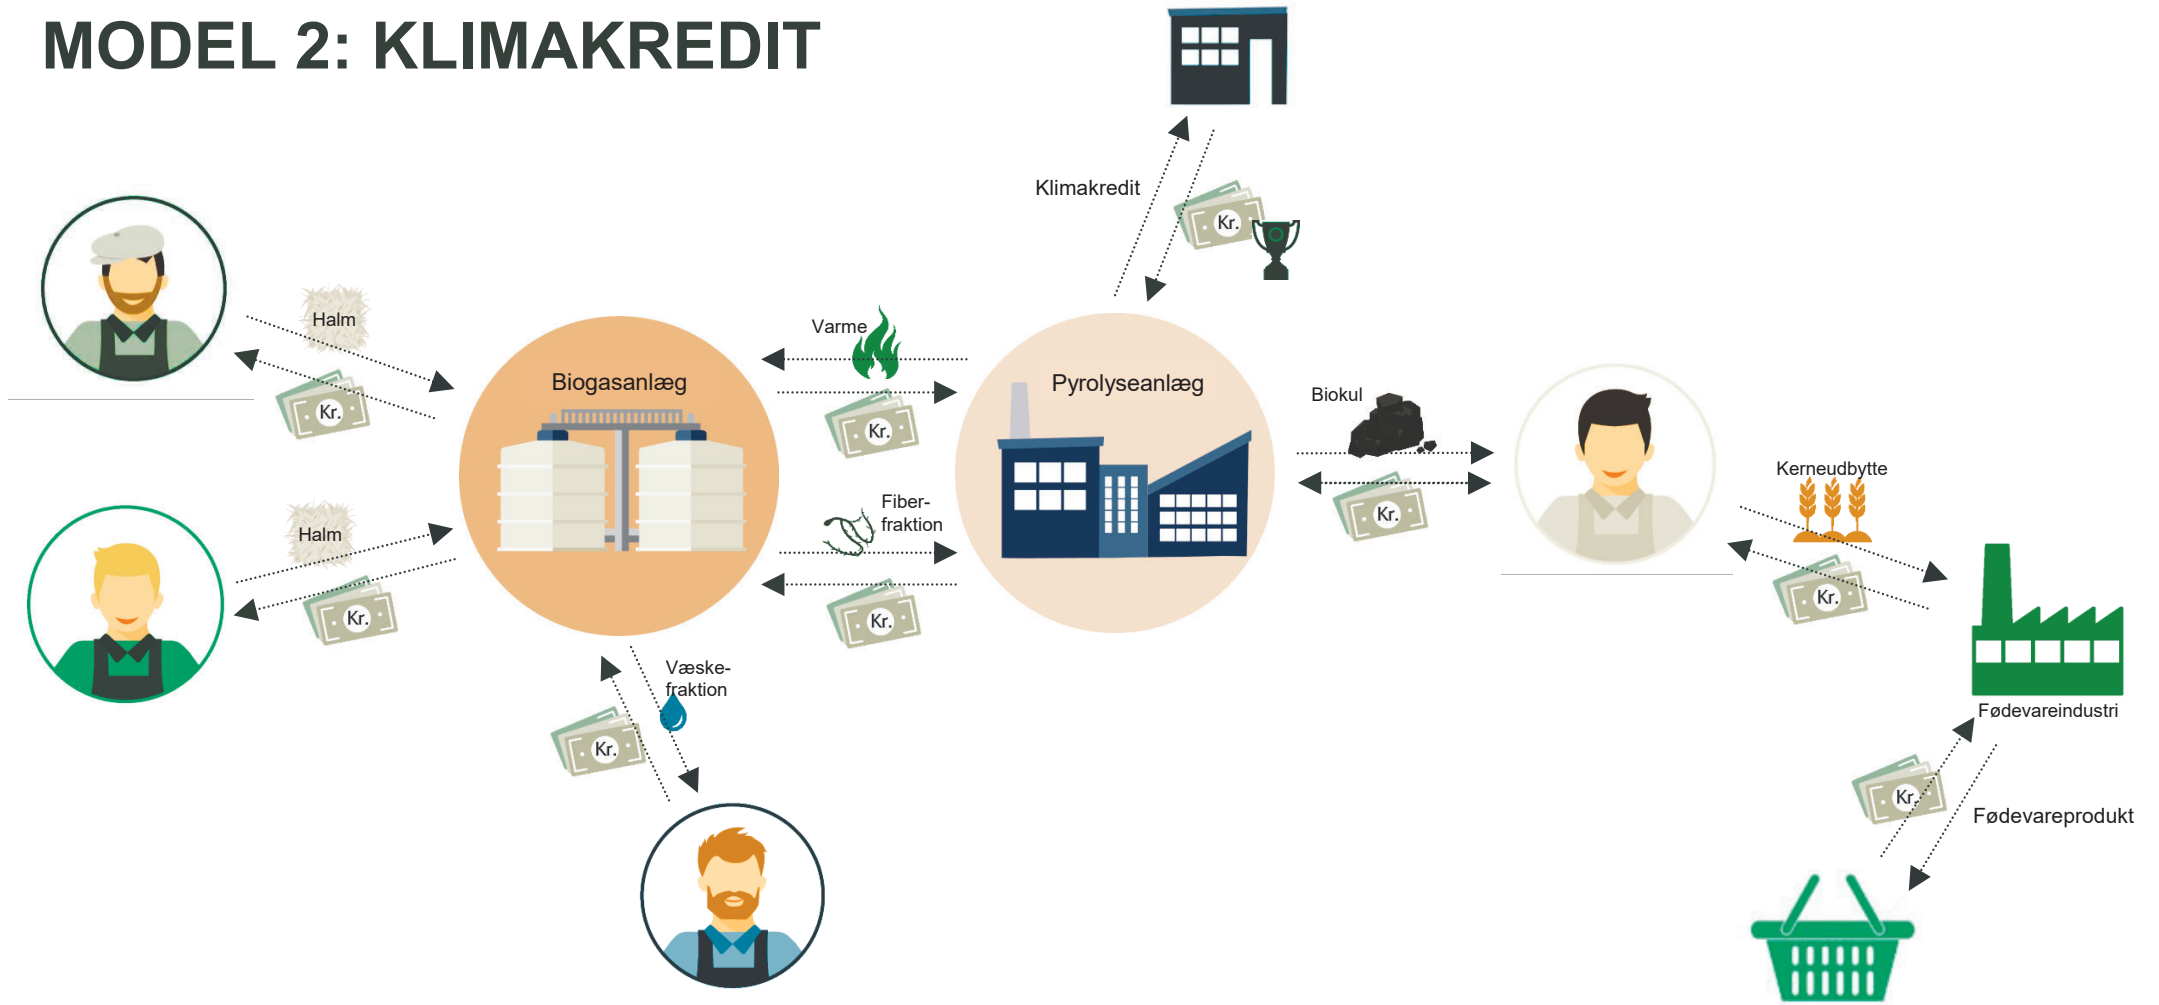 MODEL 2: KLIMAKREDIT
Klimakredit
Kr.
Halm
Kr.
Varme
Kr.
Biogasanlæg
Pyrolyseanlæg
Biokul
Kr.
Kerneudbytte
Kr.
Halm
Kr.
Fiber-
fraktion
Kr.
Væske-
fraktion
Kr.
Fødevareindustri
Kr.
Fødevareprodukt